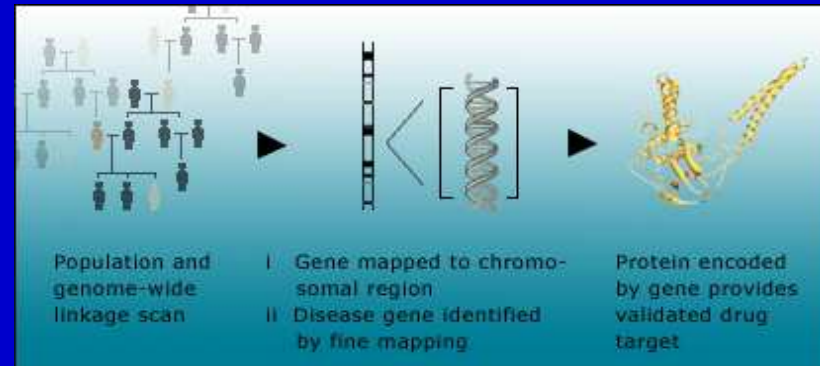 Population and
genome-wide
linkage scan
i Gene mapped to chromo-
somal region
ii Disease gene identified
by fine mapping
Protein encoded
by gene provides
validated drug
target